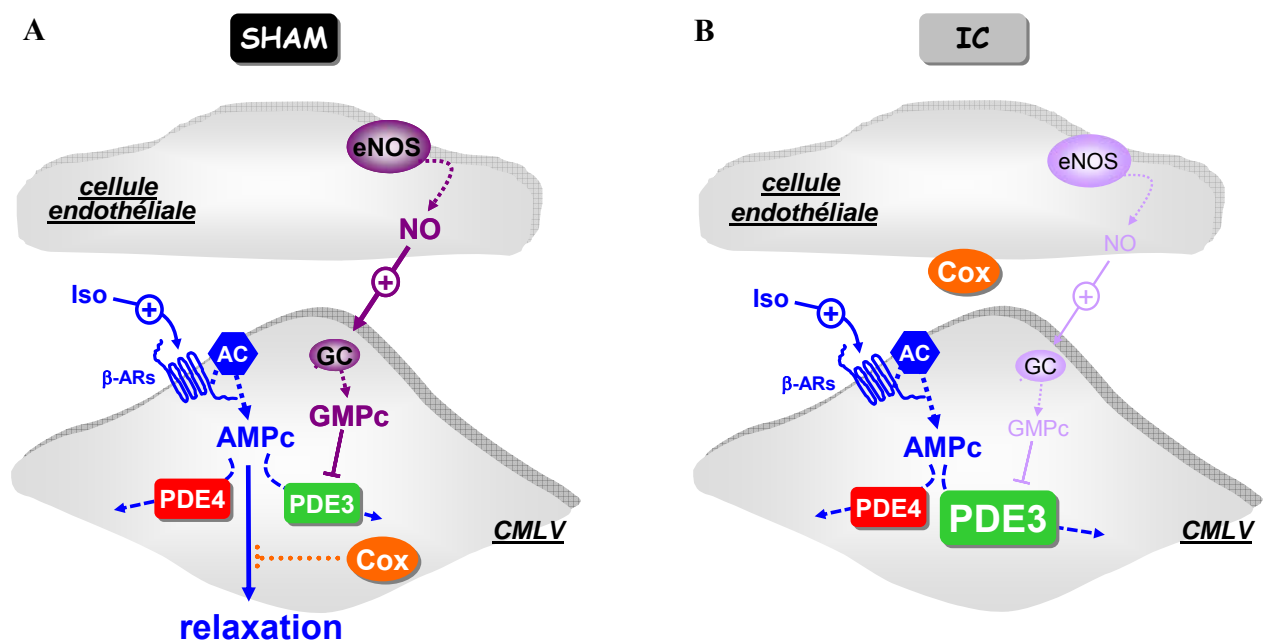 A
SHAM
eNOS
cellule
endothéliale
NO
+
Iso
+
AC
GC
β-ARs
GMPc
AMPc
PDE4
PDE3
CMLV
Cox
relaxation
B
IC
eNOS
cellule
endothéliale
NO
Cox
+
Iso
+
AC
GC
β-ARs
GMPc
AMPc
PDE4
PDE3
CMLV